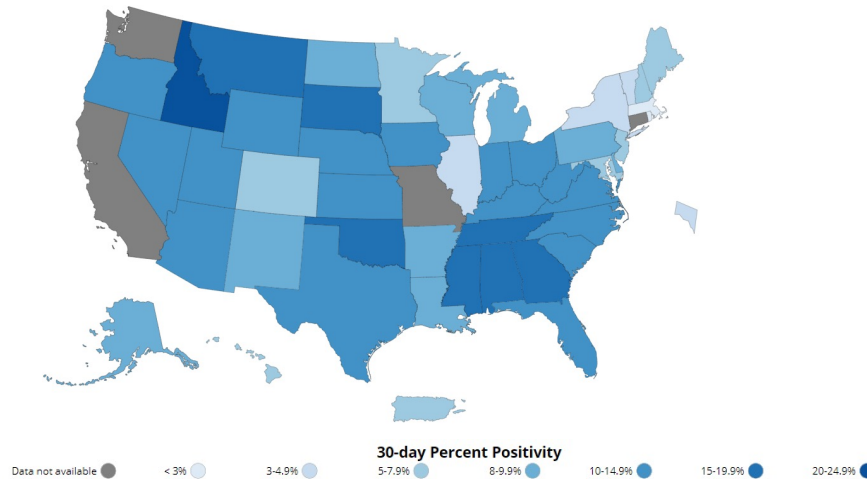 30-day Percent Positivity
Data not available < 3% 3-4.9% 5-7.9% 8-9.9% 10-14.9% 15-19.9% 20-24.9%